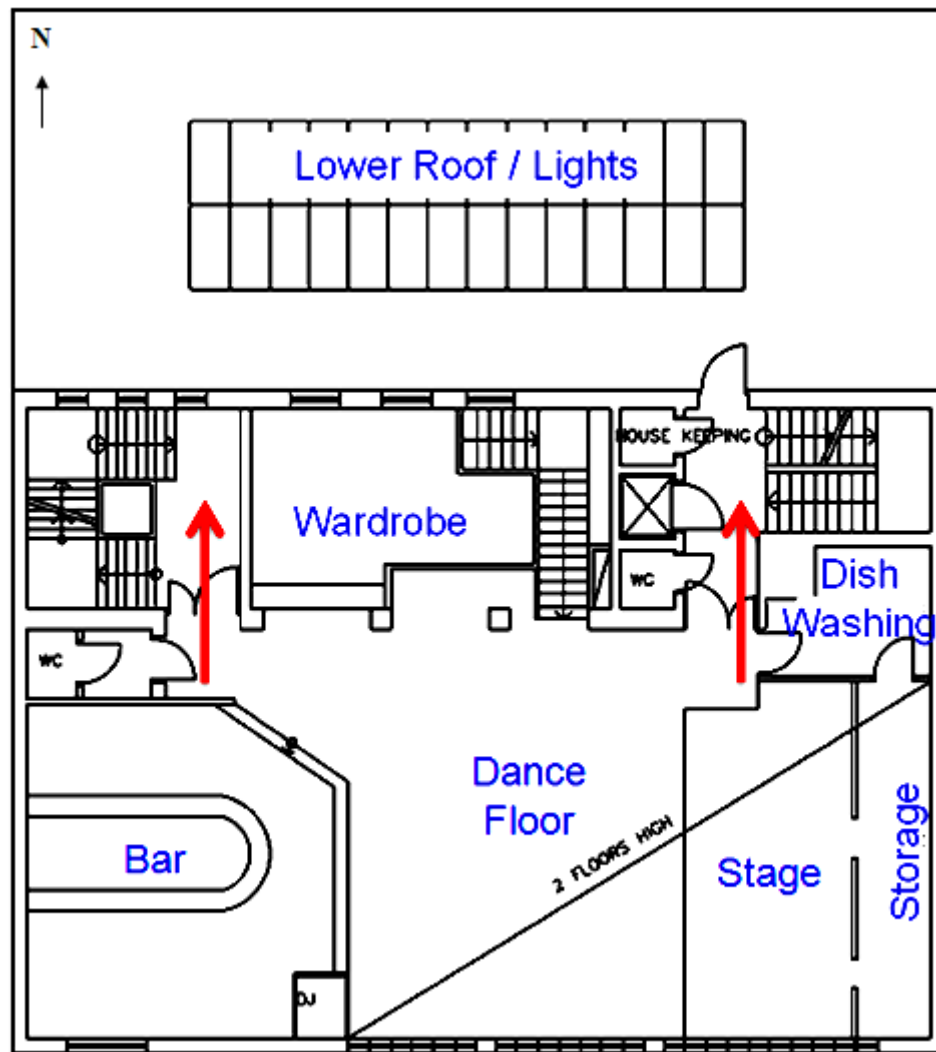 N
Lower Roof / Lights
HOUSE KEEPING
Wardrobe
WC
Dish
Washing
WC
Dance
Floor
2 FLOORS HIGH
Bar
Stage
Storage
DJ